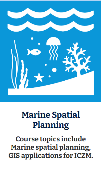 Marine Spatial
Planning
Course topics include
Marine spatial planning,
GIS applications for ICZM.